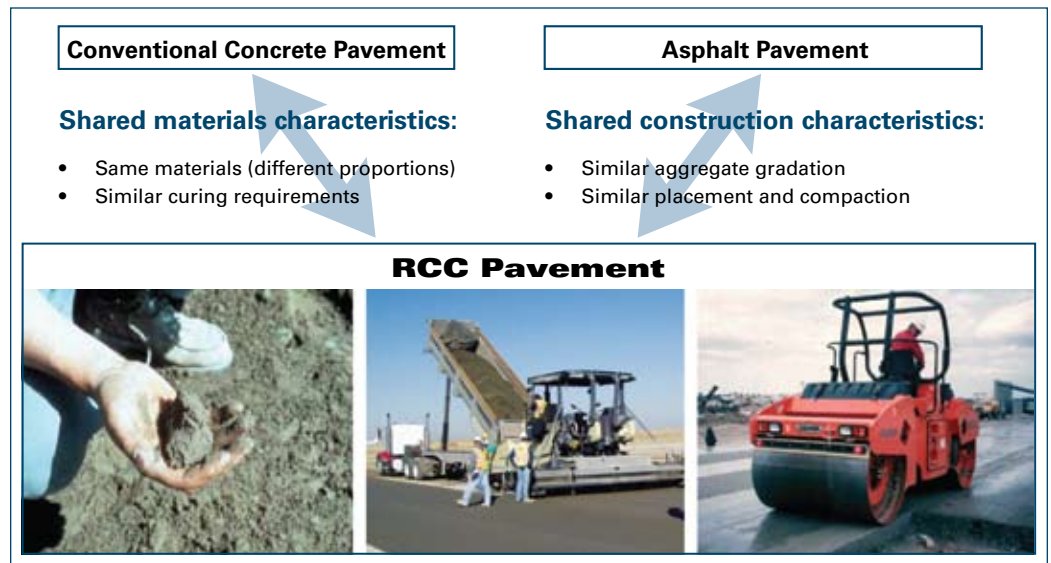 Conventional Concrete Pavement
Shared materials characteristics:
• Same materials (different proportions)
• Similar curing requirements
Asphalt Pavement
Shared construction characteristics:
• Similar aggregate gradation
• Similar placement and compaction
RCC Pavement